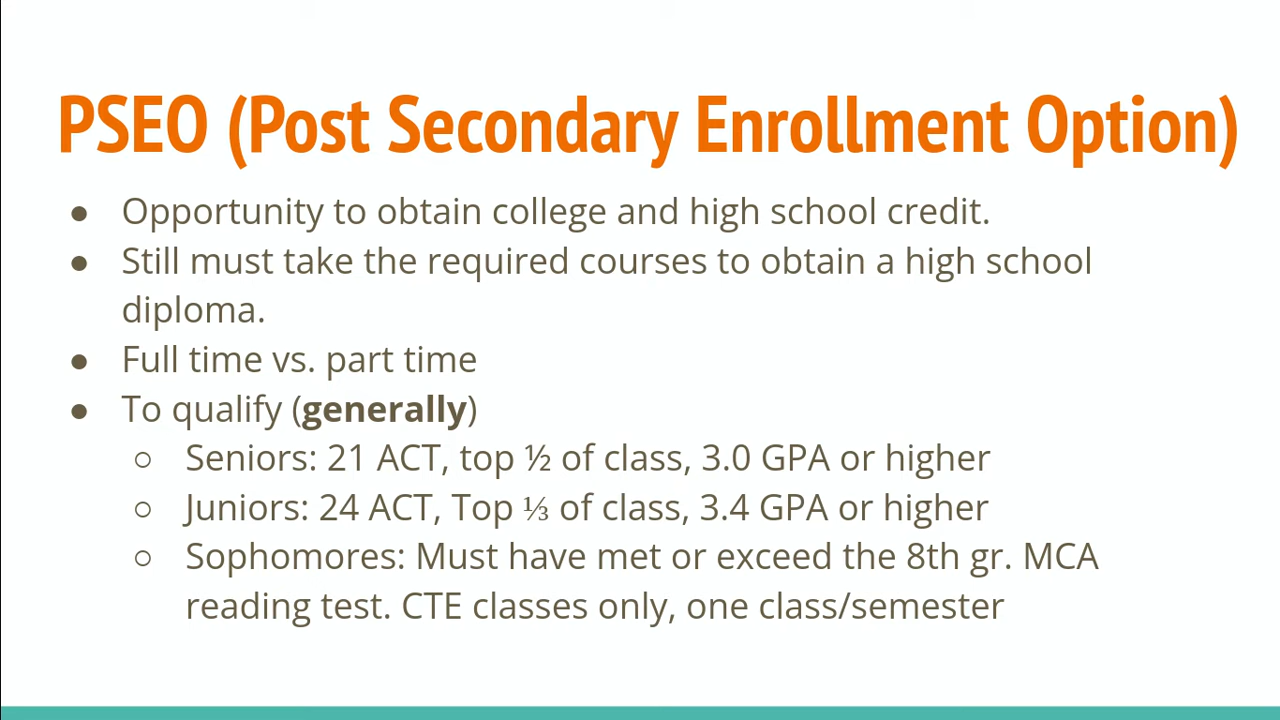 PSEO (Post Secondary Enrollment Option)
● Opportunity to obtain college and high school credit.
● Still must take the required courses to obtain a high school
diploma.
● Full time vs. part time
● To qualify (generally)
○ Seniors: 21 ACT, top ½ of class, 3.0 GPA or higher
○ Juniors: 24 ACT, Top ⅓ of class, 3.4 GPA or higher
○ Sophomores: Must have met or exceed the 8th gr. MCA
reading test. CTE classes only, one class/semester